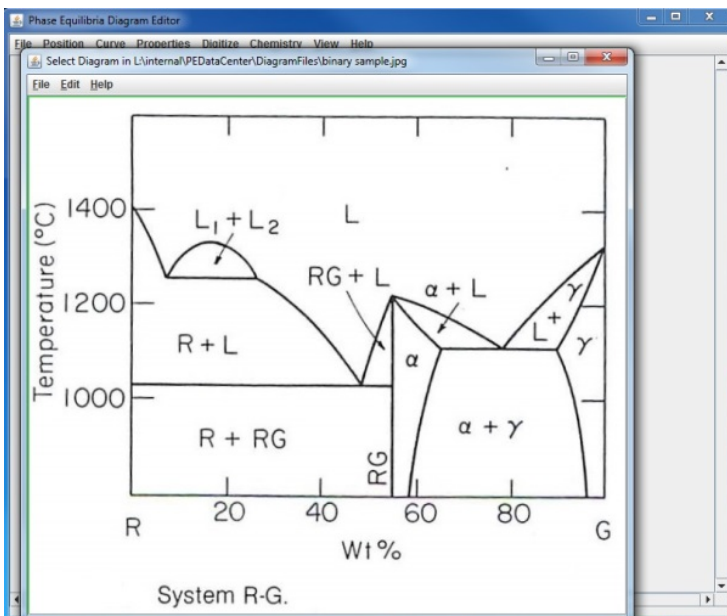 Phase Equilibria Diagram Editor
File Position Curve Properties Digitize Chemistry View Help
Select Diagram in L:\internal\PEDataCenter\DiagramFiles\binary sample.jpg
File Edit Help
Temperature (°C)
1400
1200
1000
L₁ + L₂
L
RG + L
α + L
γ
L +
R + L
α
γ
R + RG
α + γ
RG
R
20
40
60
80
G
Wt %
System R-G.